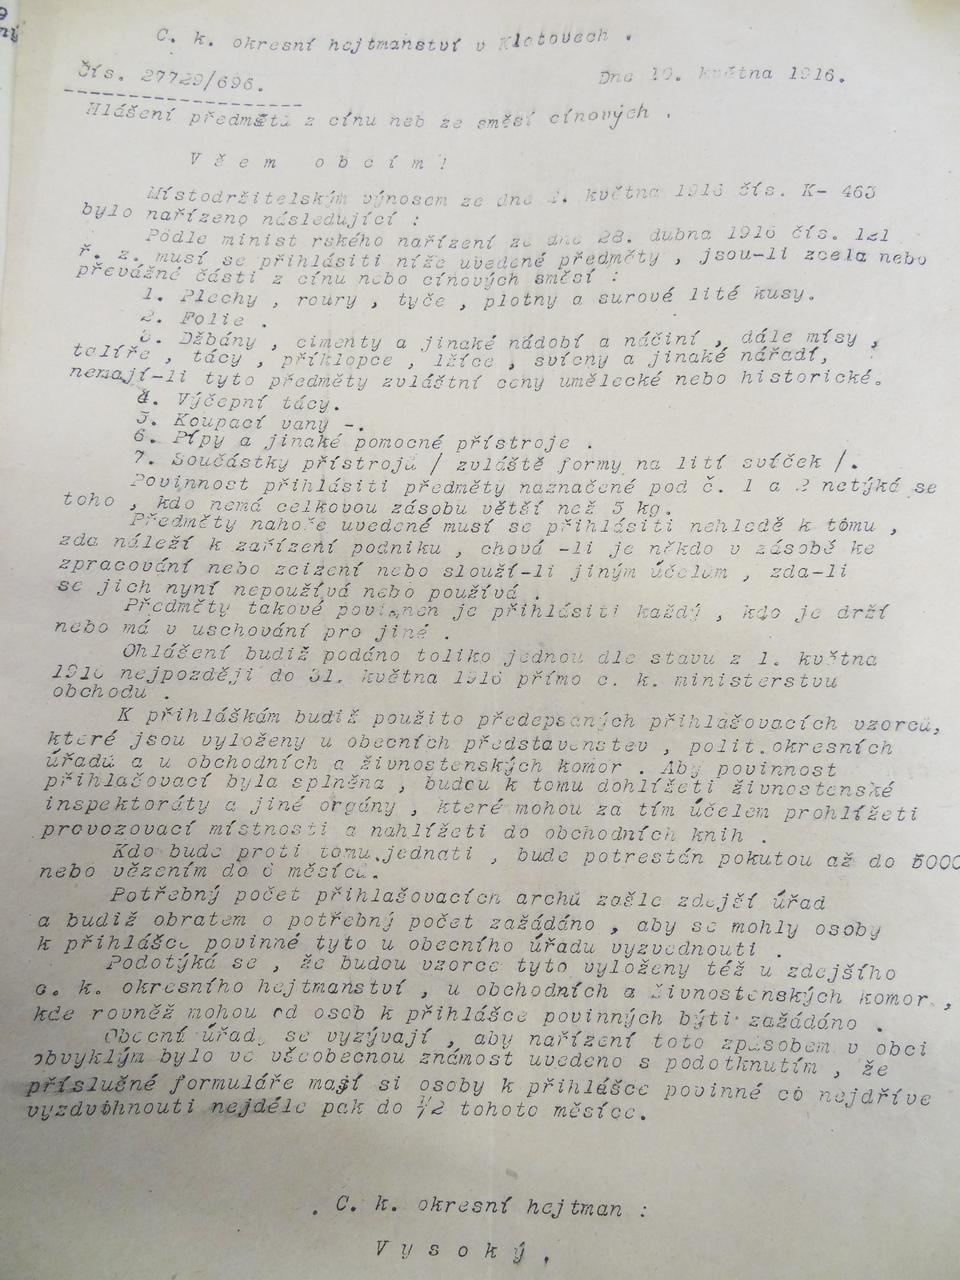 C. k. okresní hejtmanství v Klatovech .
Čís. 27729/696.
Dne 19. května 1916.
Hlášení předmětů z cínu neb ze směsí cínových .
V š e m   o b c í m !
Místodržitelským výnosem ze dne května 1916 čís. K- 463
bylo nařízeno následující :
Podle minist rského nařízení ze dne 28. dubna 1916 čís. 121
ř. z. musí se přihlásiti níže uvedené předměty , jsou-li zcela nebo
převážné části z cínu nebo cínových směsí :
1. Plechy , roury , tyče , plotny a surové lité kusy.
2. Folie .
3. Džbány , cimenty a jinaké nádobí a náčiní , dále mísy ,
talíře , tácy , příklopce , lžíce , svícny a jinaké nářadí,
nemají-li tyto předměty zvláštní ceny umělecké nebo historické.
4. Výčepní tácy.
5. Koupací vany -.
6. Pípy a jinaké pomocné přístroje .
7. Součástky přístrojů / zvláště formy na lití svíček /.
Povinnost přihlásiti předměty naznačené pod č. 1 a 2 netýká se
toho , kdo nemá celkovou zásobu větší než 5 kg.
Předměty nahoře uvedené musí se přihlásiti nehledě k tomu ,
zda náleží k zařízení podniku , chová -li je někdo v zásobě ke
zpracování nebo zcizení nebo slouží-li jiným účelem , zda-li
se jich nyní nepoužívá nebo používá .
Předměty takové povinen je přihlásiti každý , kdo je drží
nebo má v uschování pro jiné .
Ohlášení budiž podáno toliko jednou dle stavu z 1. května
1916 nejpozději do 31. května 1916 přímo c. k. ministerstvu
obchodu .
K přihláškám budiž použito předepsaných přihlašovacích vzorců,
které jsou vyloženy u obecních představenstev , polit. okresních
úřadů a u obchodních a živnostenských komor . Aby povinnost
přihlašovací byla splněna , budou k tomu dohlížeti živnostenské
inspektoráty a jiné orgány , které mohou za tím účelem prohlížeti
provozovací místnosti a nahlížeti do obchodních knih .
Kdo bude proti tomu jednati , bude potrestán pokutou až do 5000
nebo vězením do 6 měsíců.
Potřebný počet přihlašovacích archů zašle zdejší úřad
a budiž obratem o potřebný počet zažádáno , aby se mohly osoby
k přihlášce povinné tyto u obecního úřadu vyzvednouti .
Podotýká se , že budou vzorce tyto vyloženy též u zdejšího
c. k. okresního hejtmanství , u obchodních a živnostenských komor ,
kde rovněž mohou od osob k přihlášce povinných býti zažádáno .
Obecní úřady se vyzývají , aby nařízení toto způsobem v obci
obvyklým bylo ve všeobecnou známost uvedeno s podotknutím , že
příslušné formuláře mají si osoby k přihlášce povinné co nejdříve
vyzdvihnouti nejdéle pak do 1/2 tohoto měsíce.
C. k. okresní hejtman :
V y s o k ý .